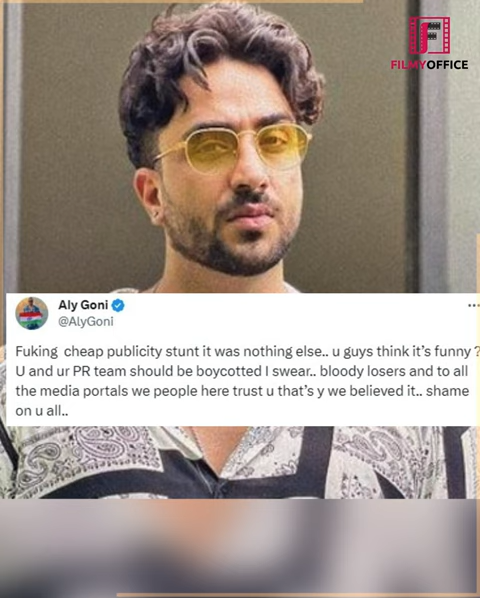 FILMYOFFICE
Aly Goni
@AlyGoni
Fuking cheap publicity stunt it was nothing else.. u guys think it's funny ?
U and ur PR team should be boycotted I swear.. bloody losers and to all
the media portals we people here trust u that's y we believed it.. shame
on u all..